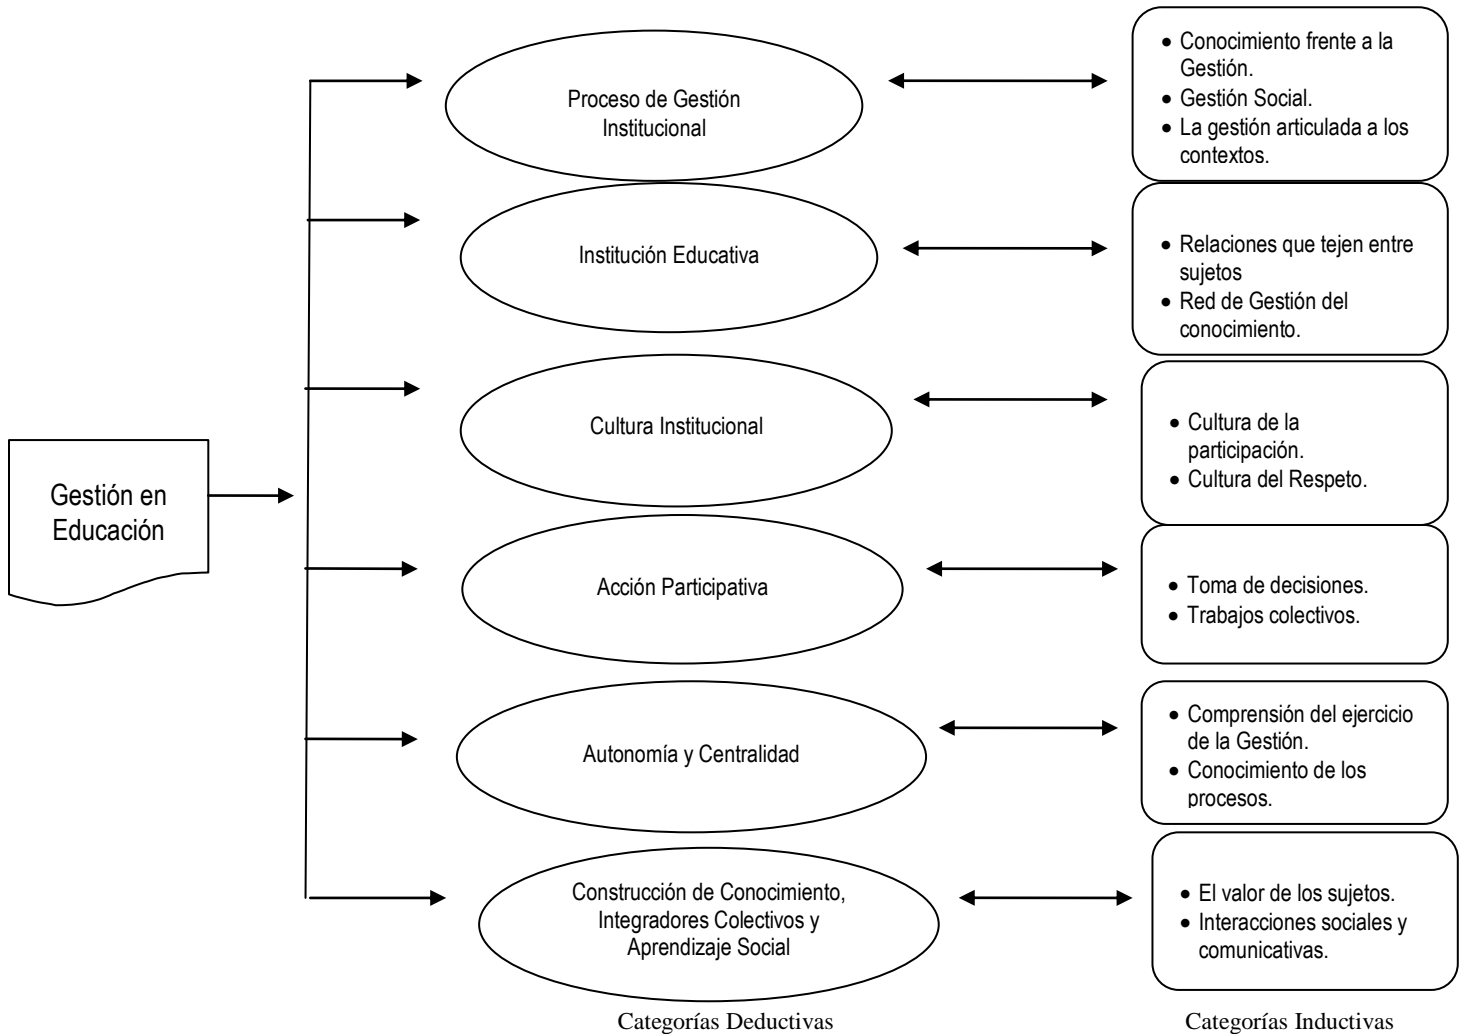 Gestión en
Educación
Proceso de Gestión
Institucional
• Conocimiento frente a la
Gestión.
• Gestión Social.
• La gestión articulada a los
contextos.
Institución Educativa
• Relaciones que tejen entre
sujetos
• Red de Gestión del
conocimiento.
Cultura Institucional
• Cultura de la
participación.
• Cultura del Respeto.
Acción Participativa
• Toma de decisiones.
• Trabajos colectivos.
Autonomía y Centralidad
• Comprensión del ejercicio
de la Gestión.
• Conocimiento de los
procesos.
Construcción de Conocimiento,
Integradores Colectivos y
Aprendizaje Social
• El valor de los sujetos.
• Interacciones sociales y
comunicativas.
Categorías Deductivas
Categorías Inductivas